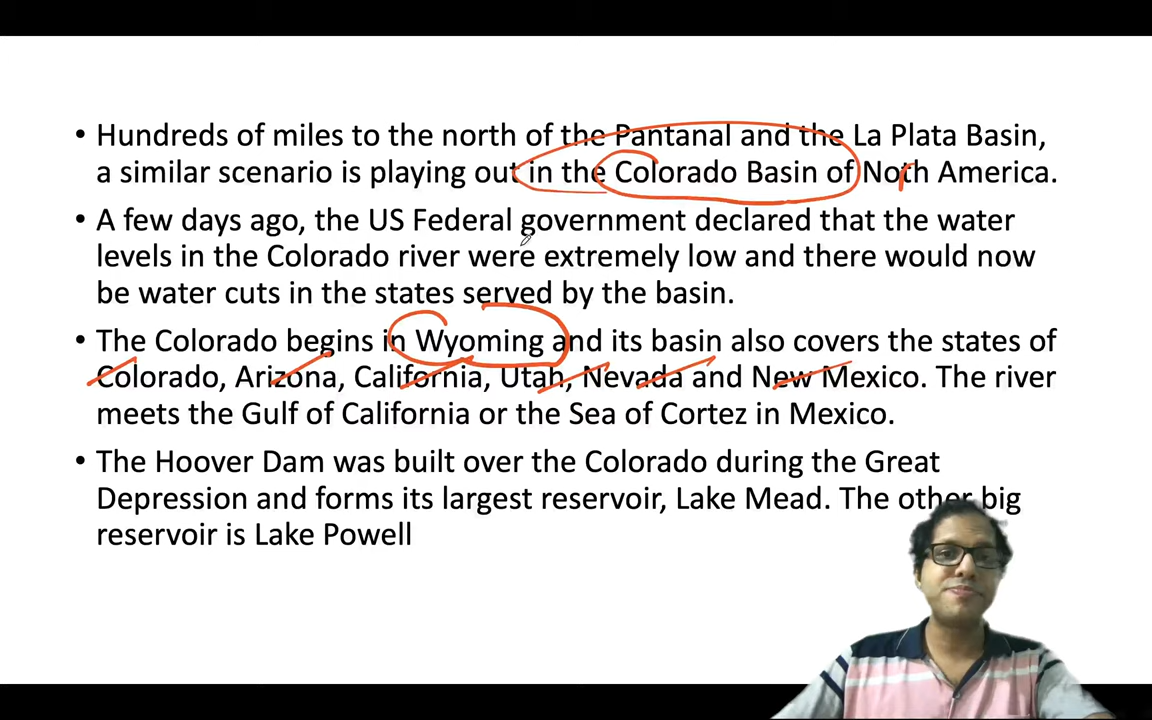 • Hundreds of miles to the north of the Pantanal and the La Plata Basin,
a similar scenario is playing out in the Colorado Basin of Noth America.
• A few days ago, the US Federal government declared that the water
levels in the Colorado river were extremely low and there would now
be water cuts in the states served by the basin.
• The Colorado begins in Wyoming and its basin also covers the states of
Colorado, Arizona, California, Utah, Nevada and New Mexico. The river
meets the Gulf of California or the Sea of Cortez in Mexico.
• The Hoover Dam was built over the Colorado during the Great
Depression and forms its largest reservoir, Lake Mead. The other big
reservoir is Lake Powell